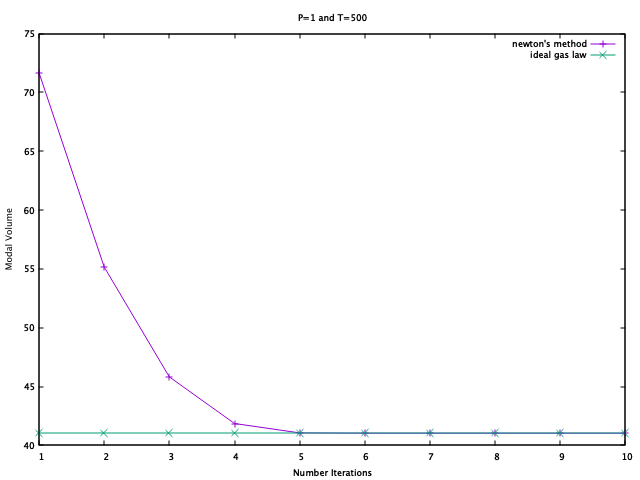 P=1 and T=500
newton's method
ideal gas law
75
70
65
60
55
50
45
40
Modal Volume
1 2 3 4 5 6 7 8 9 10
Number Iteristions